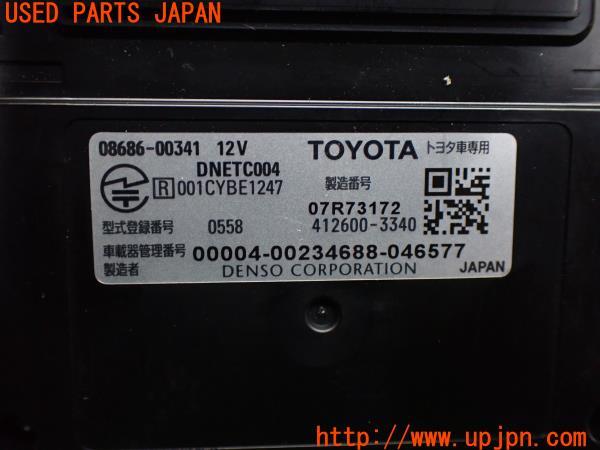 USED PARTS JAPAN
08686-00341 12V
TOYOTA トヨタ車専用
DNETC004
R 001CYBE1247
製造番号
07R73172
型式登録番号 0558
412600-3340
車載器管理番号 00004-00234688-046577
製造者 DENSO CORPORATION JAPAN
http://www.upjpn.com